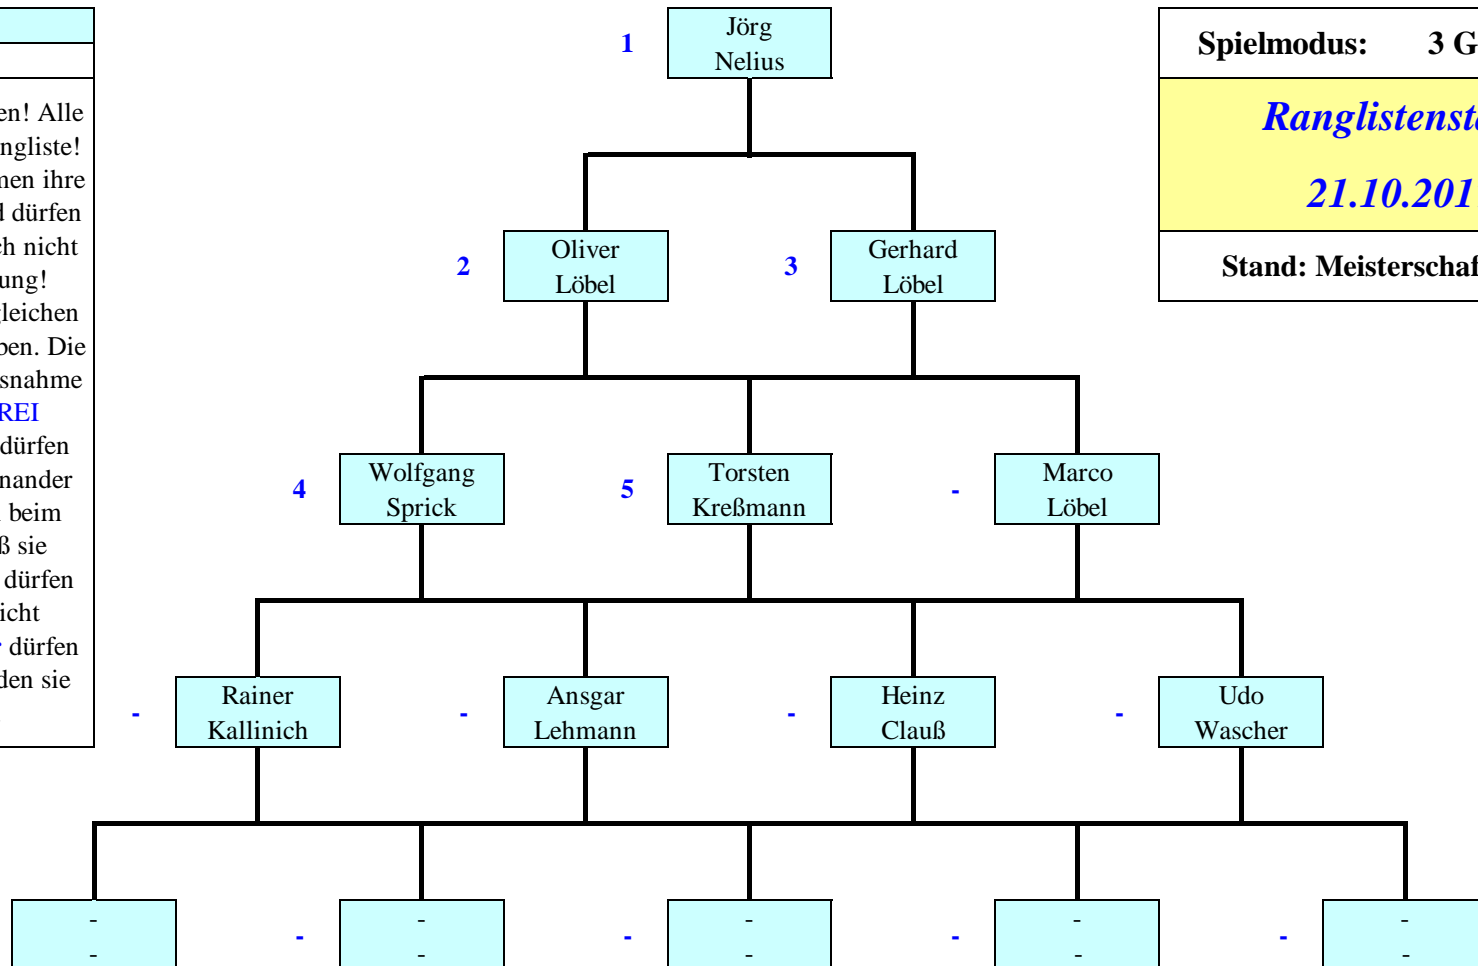 en! Alle
ngliste!
men ihre
d dürfen
ch nicht
ung!
gleichen
ben. Die
snahme
REI
dürfen
nander
beim
ß sie
dürfen
icht
dürfen
den sie
1
Jörg
Nelius
Spielmodus: 3 G
Ranglistenst
21.10.201
Stand: Meisterschaf
2
Oliver
Löbel
3
Gerhard
Löbel
4
Wolfgang
Sprick
5
Torsten
Kreßmann
-
Marco
Löbel
-
Rainer
Kallinich
-
Ansgar
Lehmann
-
Heinz
Clauß
-
Udo
Wascher
-
-
-
-
-
-
-
-
-
-
-
-
-
-